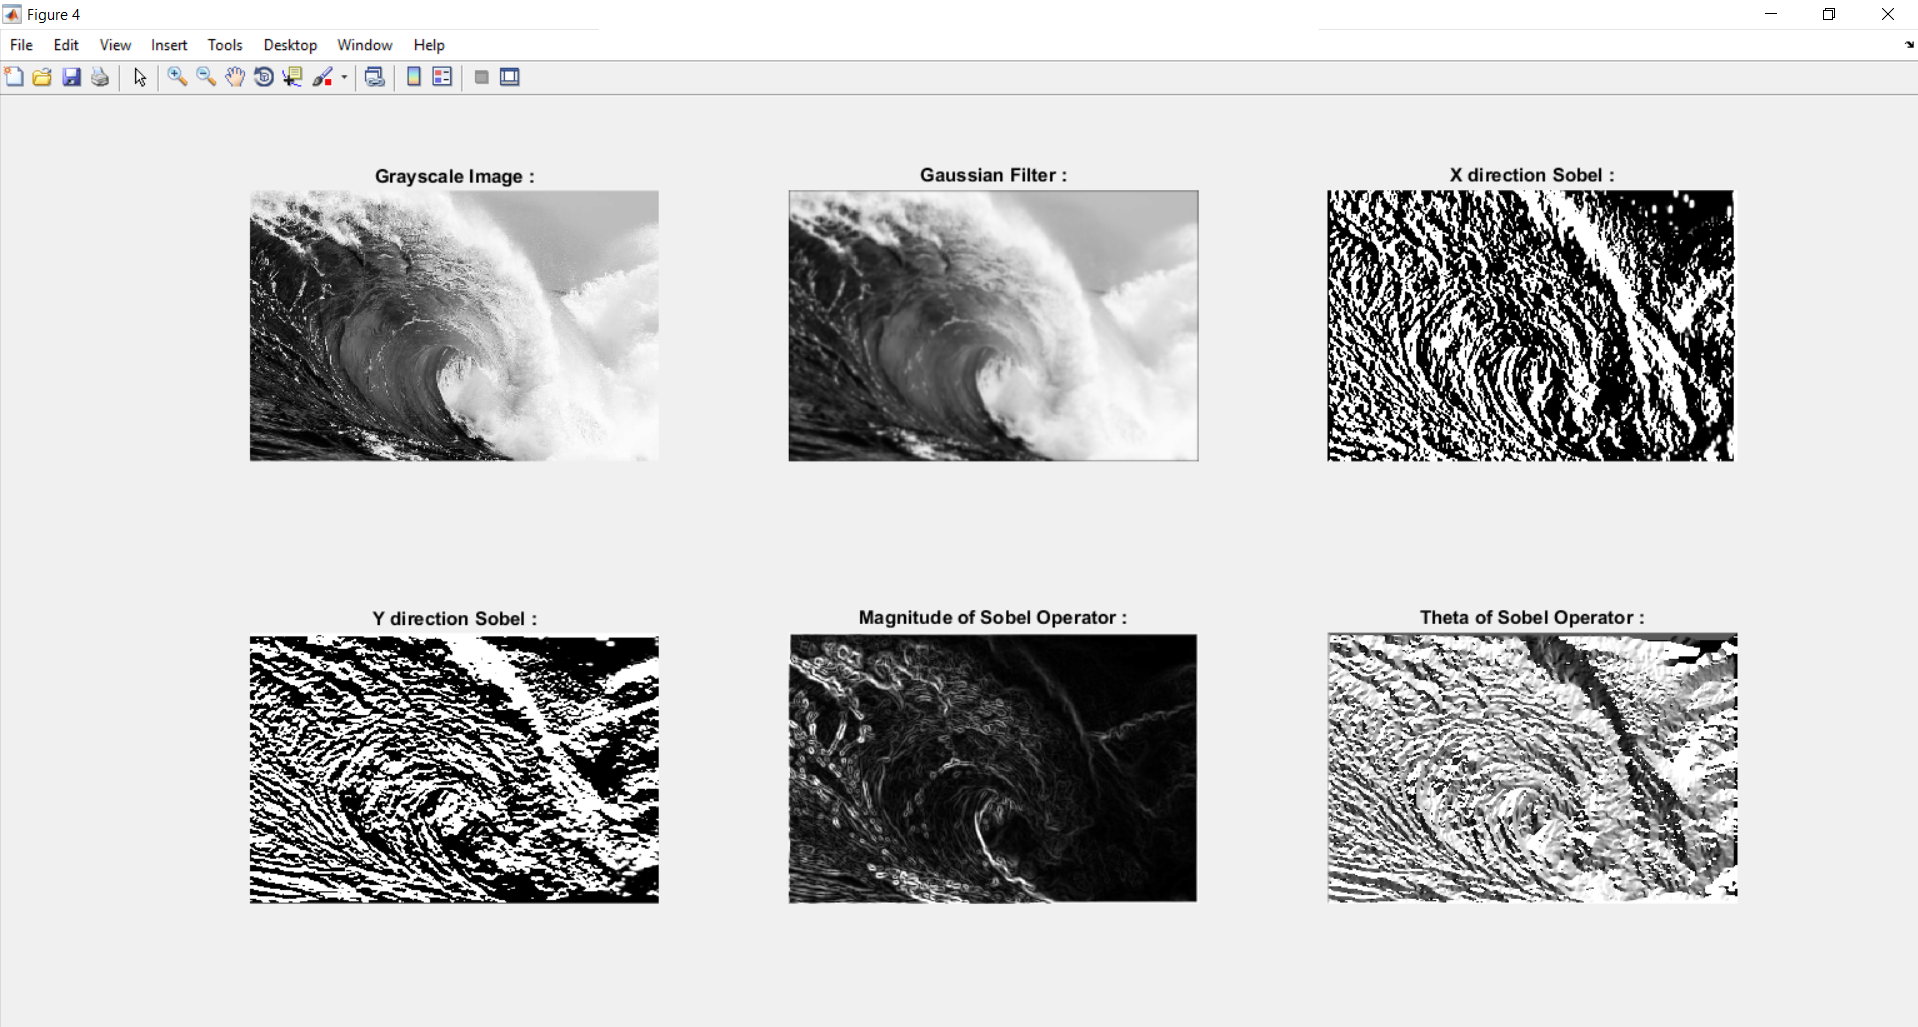 Figure 4
File Edit View Insert Tools Desktop Window Help
Grayscale Image :
Gaussian Filter :
X direction Sobel :
Y direction Sobel :
Magnitude of Sobel Operator :
Theta of Sobel Operator :